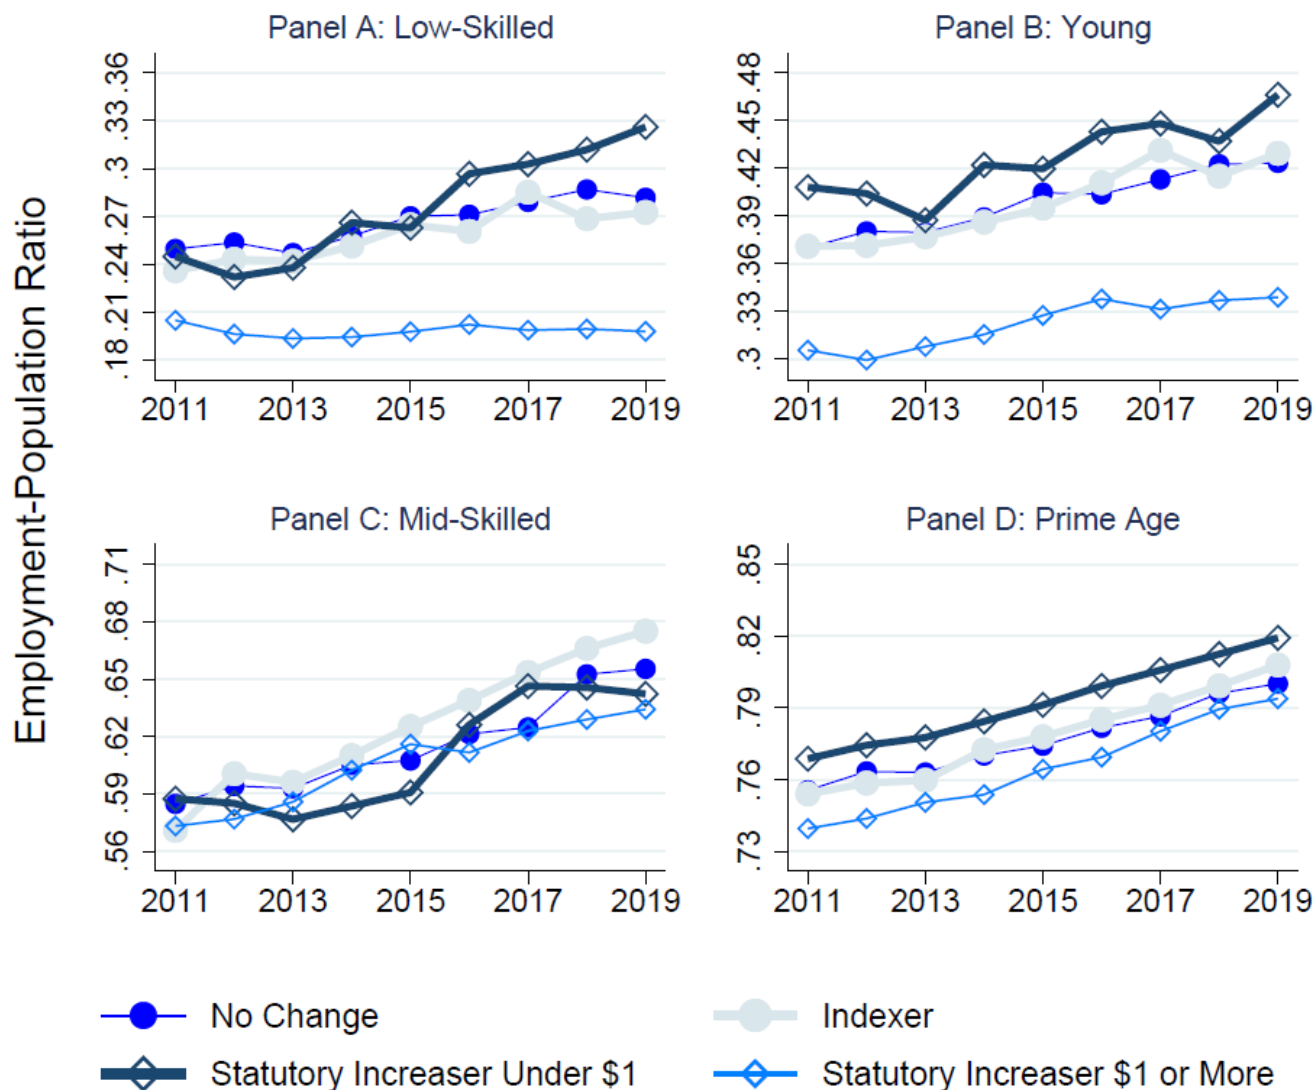 Panel A: Low-Skilled
Panel B: Young
Employment-Population Ratio
.36
.33
.3
.27
.24
.21
.18
2011 2013 2015 2017 2019
.48
.45
.42
.39
.36
.33
.3
2011 2013 2015 2017 2019
Panel C: Mid-Skilled
Panel D: Prime Age
.71
.68
.65
.62
.59
.56
2011 2013 2015 2017 2019
.85
.82
.79
.76
.73
2011 2013 2015 2017 2019
No Change
Indexer
Statutory Increaser Under $1
Statutory Increaser $1 or More